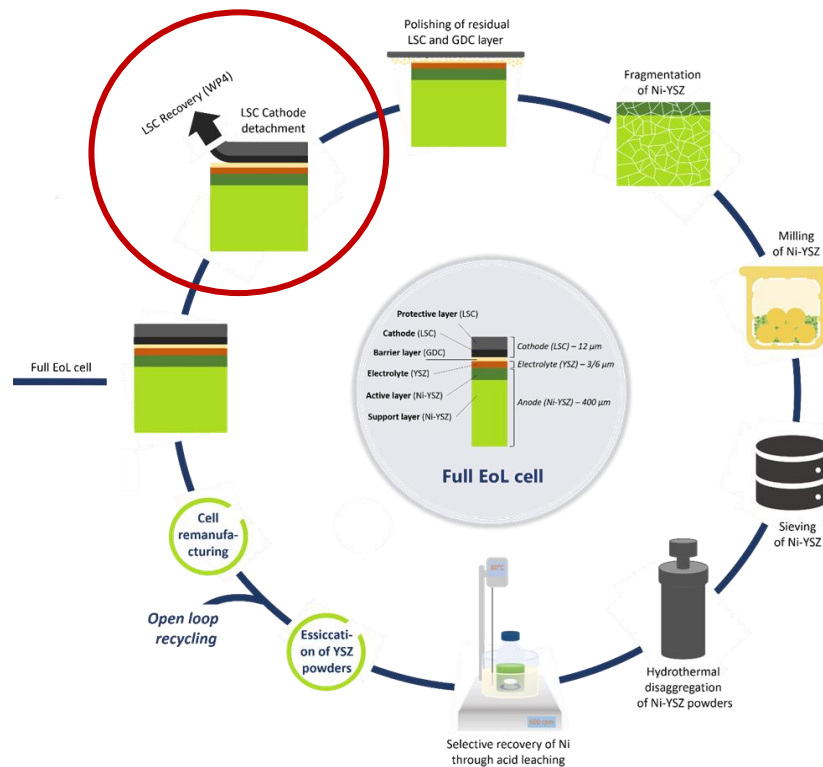 Polishing of residual
LSC and GDC layer
LSC Recovery (WP4)
LSC Cathode
detachment
Fragmentation
of Ni-YSZ
Milling
of Ni-YSZ
Protective layer (LSC)
Cathode (LSC)
Barrier layer (GDC)
Electrolyte (YSZ)
Active layer (Ni-YSZ)
Support layer (Ni-YSZ)
Cathode (LSC) – 12 µm
Electrolyte (YSZ) – 3/6 µm
Anode (Ni-YSZ) – 400 µm
Full EoL cell
Full EoL cell
Sieving
of Ni-YSZ
Hydrothermal
disaggregation
of Ni-YSZ powders
Selective recovery of Ni
through acid leaching
Essiccati-
on of YSZ
powders
Open loop
recycling
Cell
remanufa-
cturing